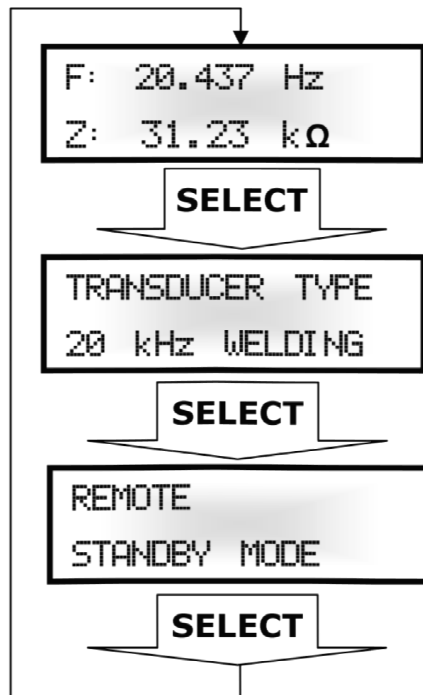 F: 20.437 Hz
Z: 31.23 kΩ
SELECT
TRANSDUCER TYPE
20 kHz WELDING
SELECT
REMOTE
STANDBY MODE
SELECT